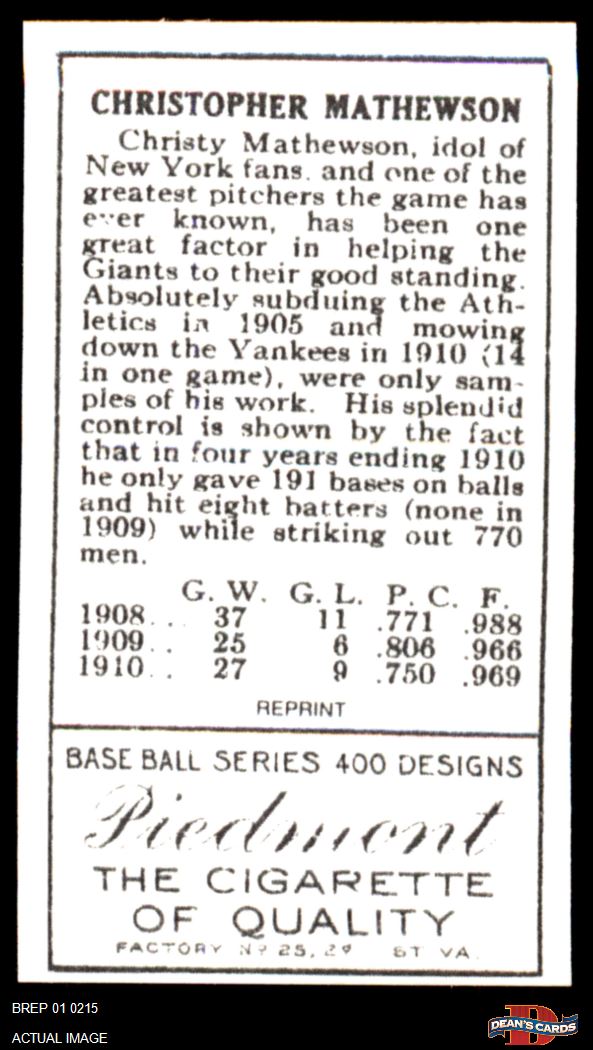 CHRISTOPHER MATHEWSON
Christy Mathewson, idol of
New York fans. and one of the
greatest pitchers the game has
ever known, has been one
great factor in helping the
Giants to their good standing.
Absolutely subduing the Ath-
letics in 1905 and mowing
down the Yankees in 1910 (14
in one game), were only sam-
ples of his work. His splendid
control is shown by the fact
that in four years ending 1910
he only gave 191 bases on balls
and hit eight batters (none in
1909) while striking out 770
men.
G. W. G. L. P. C. F.
1908... 37 11 .771 .988
1909.. 25 6 .806 .966
1910.. 27 9 .750 .969
REPRINT
BASE BALL SERIES 400 DESIGNS
Piedmont
THE CIGARETTE
OF QUALITY
FACTORY Nº 25, VA.
BREP 01 0215
ACTUAL IMAGE
D
DEAN'S CARDS